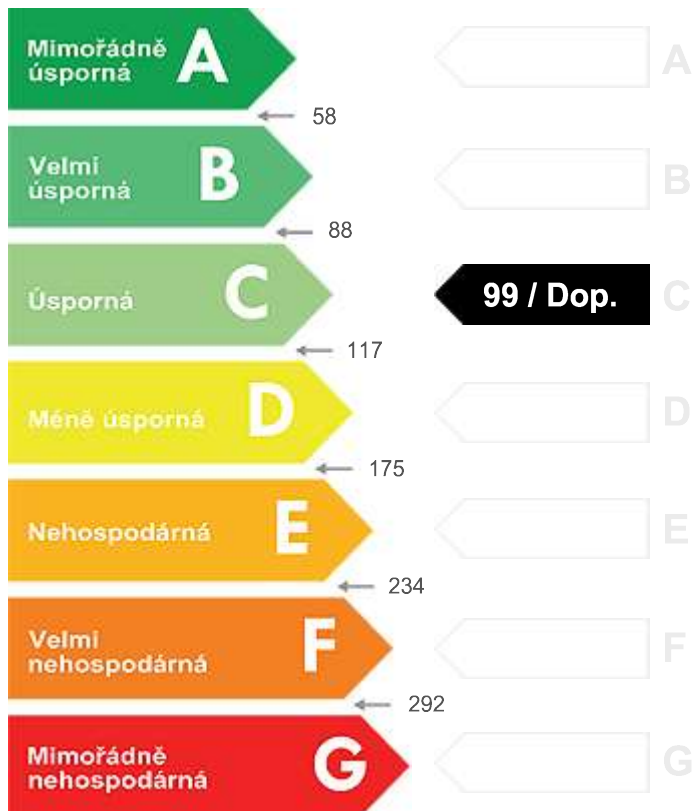 Mimořádně
úsporná
A
A
58
Velmi
úsporná
B
B
88
Úsporná
C
99 / Dop.
C
117
Méně úsporná
D
D
175
Nehospodárná
E
E
234
Velmi
nehospodárná
F
F
292
Mimořádně
nehospodárná
G
G